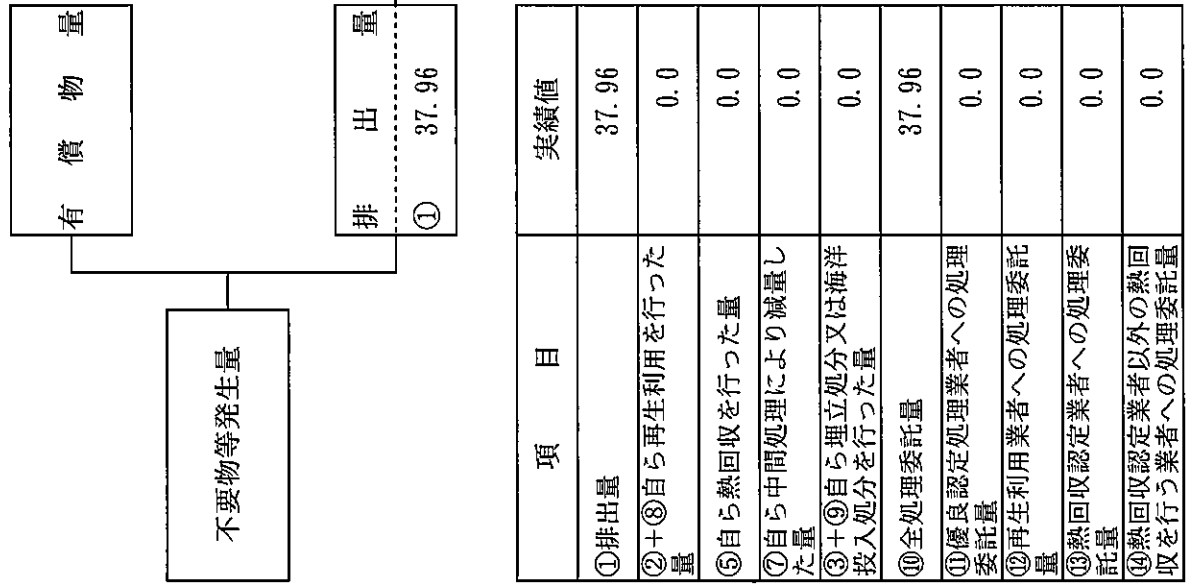 不要物等発生量
有償物量
排出量
① 37.96
項目 実績値
①排出量 37.96
②+⑧自ら再生利用を行った
量 0.0
⑤自ら熱回収を行った量 0.0
⑦自ら中間処理により減量し
た量 0.0
③+⑨自ら埋立処分又は海洋
投入処分を行った量 0.0
⑩全処理委託量 37.96
⑪優良認定処理業者への処理
委託量 0.0
⑫再生利用業者への処理委託
量 0.0
⑬熱回収認定業者への処理委
託量 0.0
⑭熱回収認定業者以外の熱回
収を行う業者への処理委託量 0.0